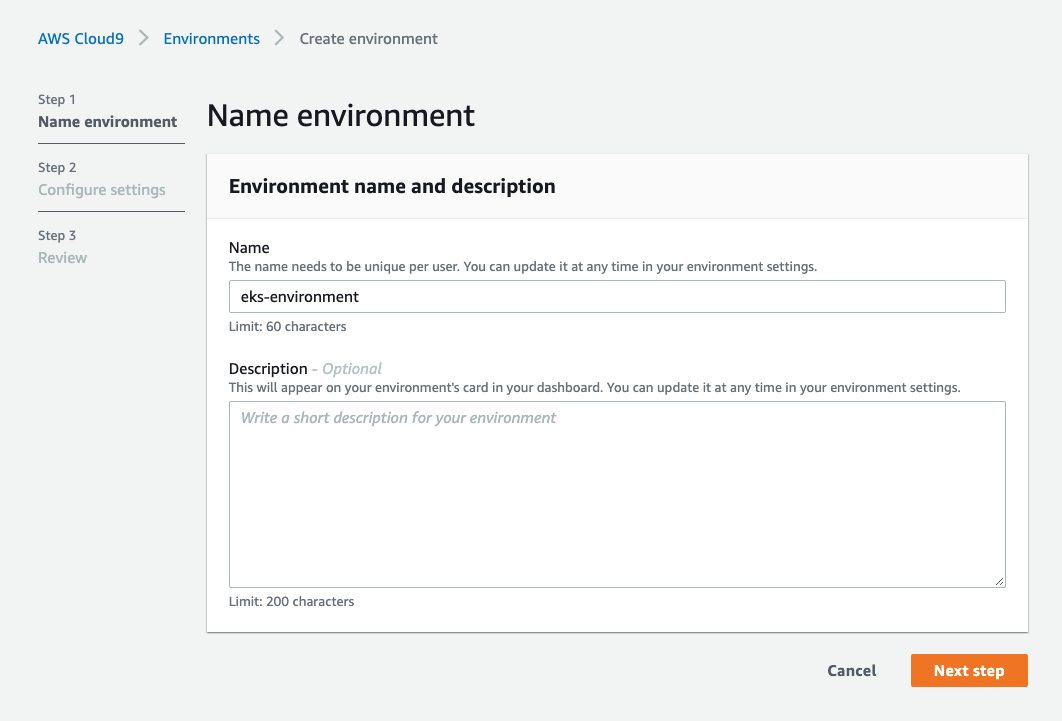 AWS Cloud9 > Environments > Create environment
Step 1
Name environment
Step 2
Configure settings
Step 3
Review
Name environment
Environment name and description
Name
The name needs to be unique per user. You can update it at any time in your environment settings.
eks-environment
Limit: 60 characters
Description - Optional
This will appear on your environment's card in your dashboard. You can update it at any time in your environment settings.
Write a short description for your environment
Limit: 200 characters
Cancel
Next step